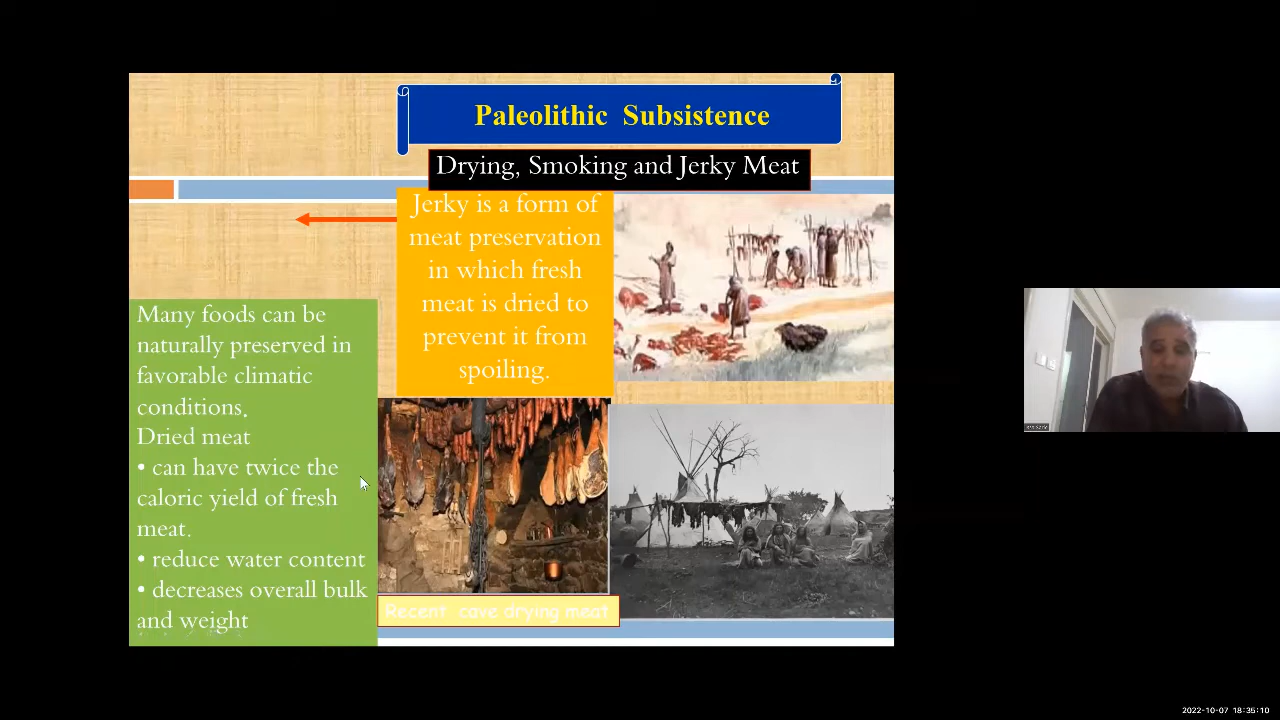 Paleolithic Subsistence
Drying, Smoking and Jerky Meat
Jerky is a form of
meat preservation
in which fresh
meat is dried to
prevent it from
spoiling.
Many foods can be
naturally preserved in
favorable climatic
conditions.
Dried meat
• can have twice the
caloric yield of fresh
meat.
• reduce water content
• decreases overall bulk
and weight
Recent cave drying meat
2022-10-07 18:35:10